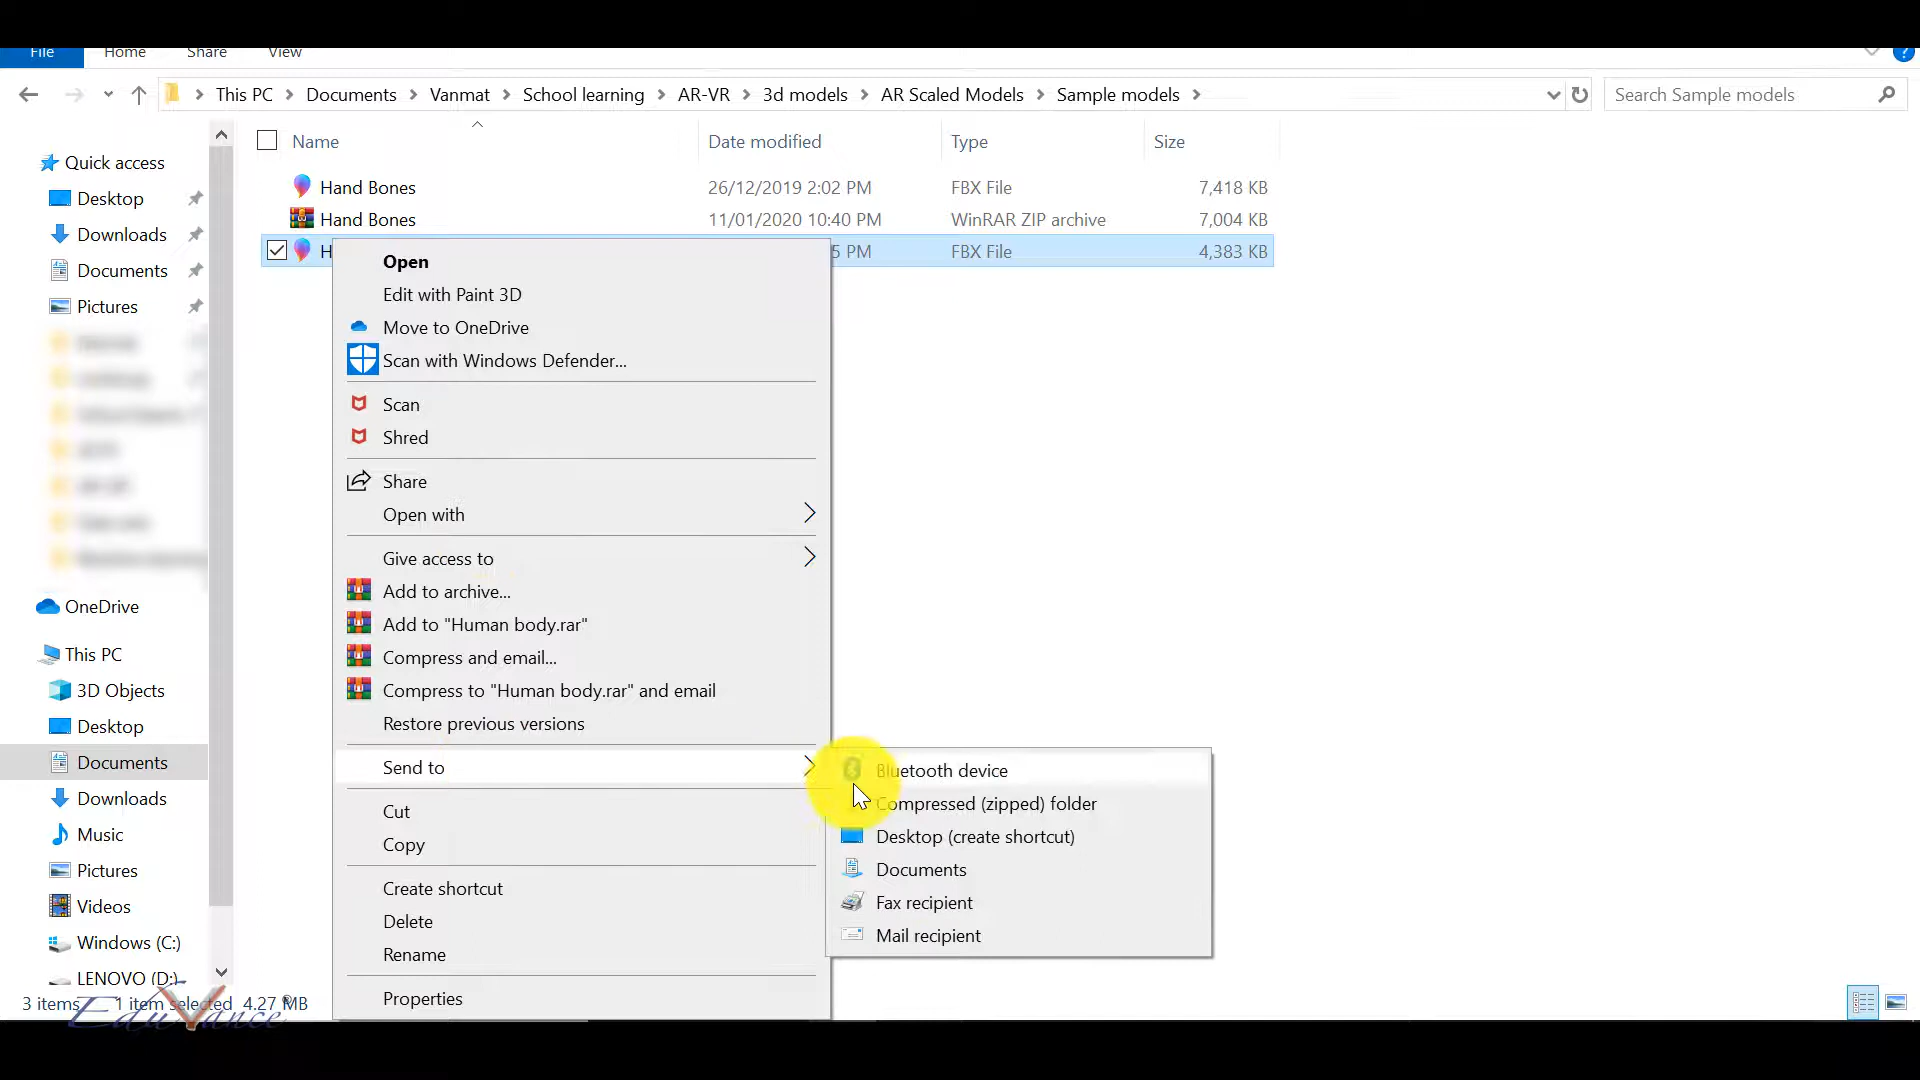 File Home Share View ?
This PC Documents Vanmat School learning AR-VR 3d models AR Scaled Models Sample models
Search Sample models
Name Date modified Type Size
Hand Bones 26/12/2019 2:02 PM FBX File 7,418 KB
Hand Bones 11/01/2020 10:40 PM WinRAR ZIP archive 7,004 KB
H 5 PM FBX File 4,383 KB
Quick access
Desktop
Downloads
Documents
Pictures
OneDrive
This PC
3D Objects
Desktop
Documents
Downloads
Music
Pictures
Videos
Windows (C:)
LENOVO (D:)
3 items 1 item selected 4.27 MB
EduVance
Open
Edit with Paint 3D
Move to OneDrive
Scan with Windows Defender...
Scan
Shred
Share
Open with
Give access to
Add to archive...
Add to "Human body.rar"
Compress and email...
Compress to "Human body.rar" and email
Restore previous versions
Send to
Cut
Copy
Create shortcut
Delete
Rename
Properties
Bluetooth device
Compressed (zipped) folder
Desktop (create shortcut)
Documents
Fax recipient
Mail recipient